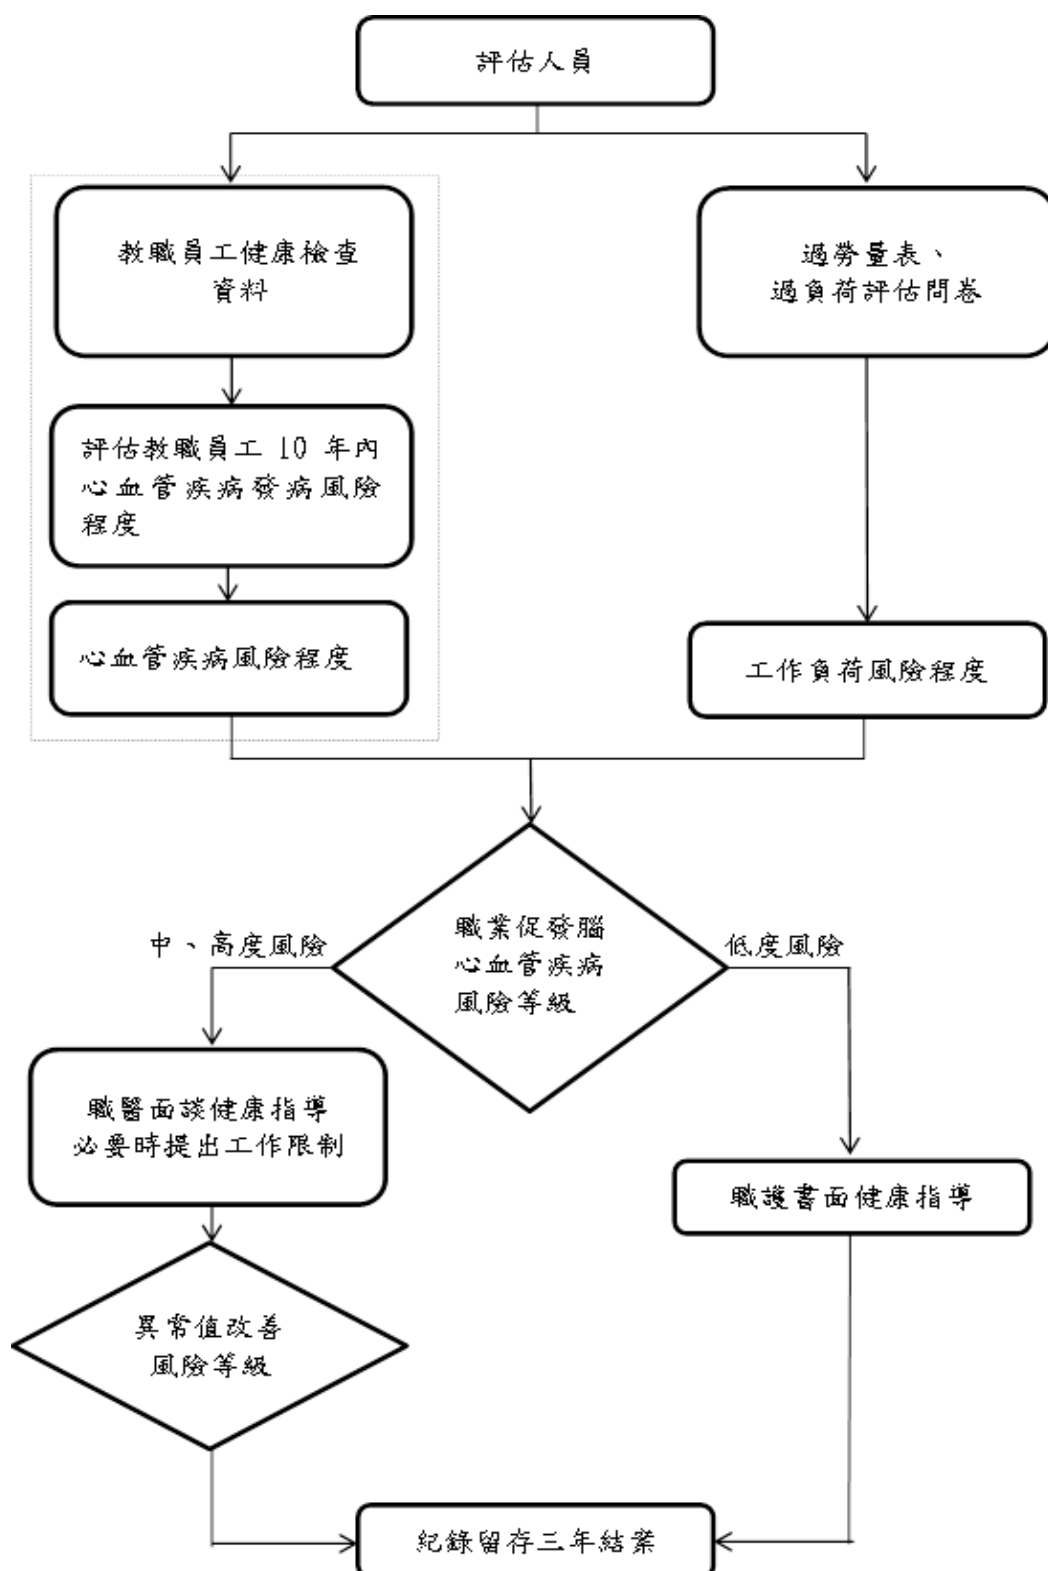 評估人員
教職員工健康檢查
資料
過勞量表、
過負荷評估問卷
評估教職員工 10 年內
心血管疾病發病風險
程度
心血管疾病風險程度
工作負荷風險程度
職業促發腦
心血管疾病
風險等級
中、高度風險
低度風險
職醫面談健康指導
必要時提出工作限制
職護書面健康指導
異常值改善
風險等級
紀錄留存三年結案